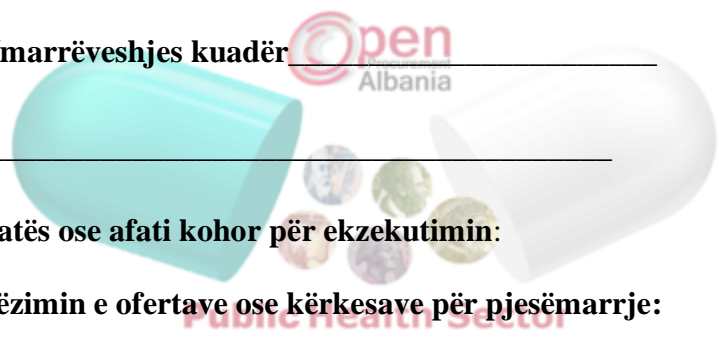 marrëveshjes kuadër__________________________
Open
Procurement
Albania
atës ose afati kohor për ekzekutimin:
ëzimin e ofertave ose kërkesave për pjesëmarrje:
Public Health Sector